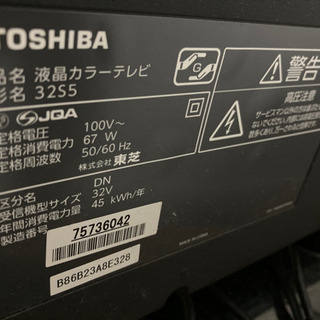 TOSHIBA
品名 液晶カラーテレビ
形名 32S5
JQA
定格電圧 100V~
定格消費電力 67 W
定格周波数 50/60 Hz
株式会社 東芝
区分名 DN
受信機型サイズ 32V
年間消費電力量 45 kWh/年
製造番号 75736042
B86B23A8E328
警告
高圧注意